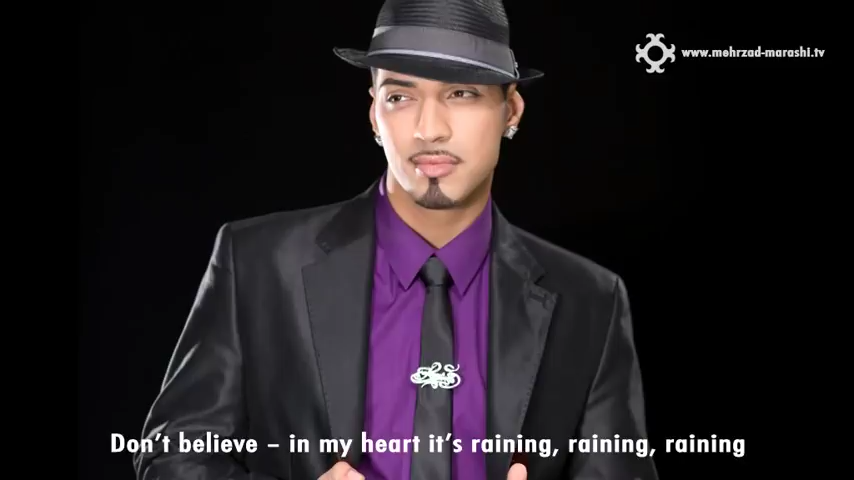 www.mehrzad-marashi.tv
Don't believe – in my heart it's raining, raining, raining